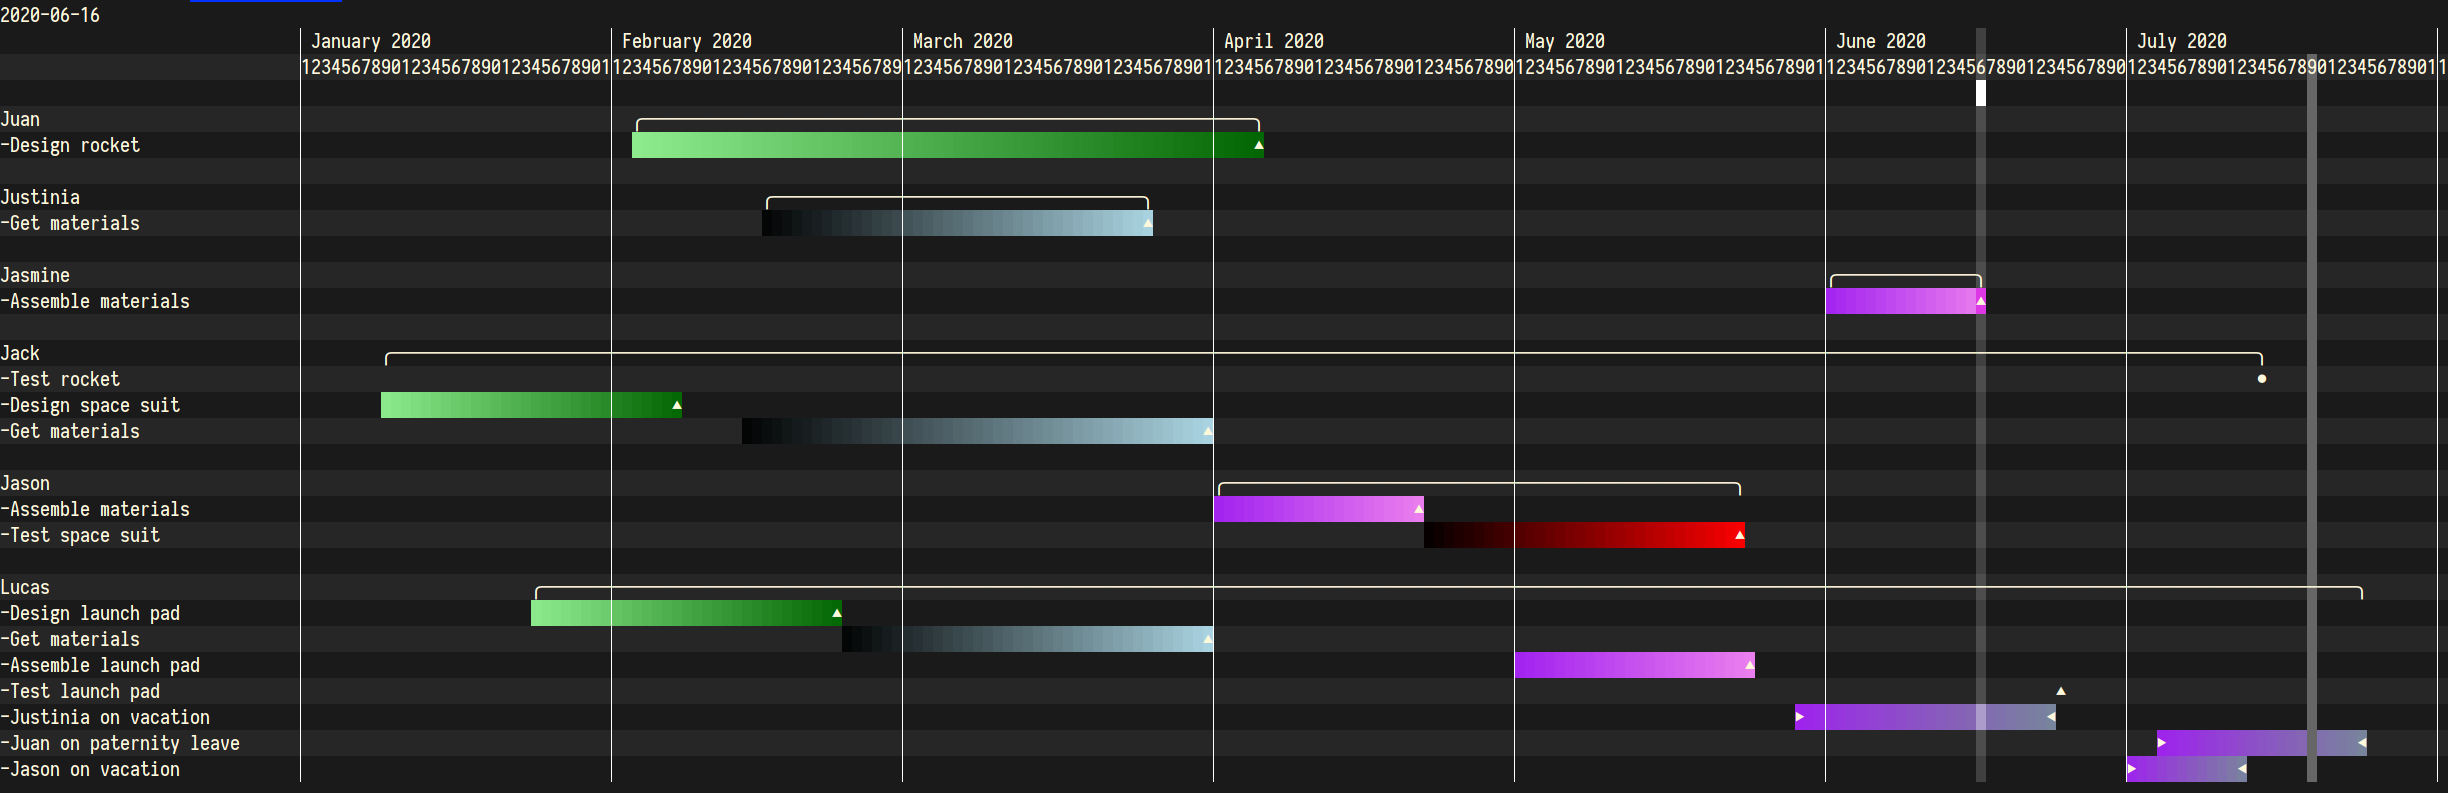 2020-06-16
January 2020 February 2020 March 2020 April 2020 May 2020 June 2020 July 2020
1234567890123456789012345678901123456789012345678901234567891234567890123456789012345678901123456789012345678901234567890123456789012345678901234567890112345678901234567890123456789012345678901234567890123456789011
Juan
-Design rocket
Justinia
-Get materials
Jasmine
-Assemble materials
Jack
-Test rocket
-Design space suit
-Get materials
Jason
-Assemble materials
-Test space suit
Lucas
-Design launch pad
-Get materials
-Assemble launch pad
-Test launch pad
-Justinia on vacation
-Juan on paternity leave
-Jason on vacation